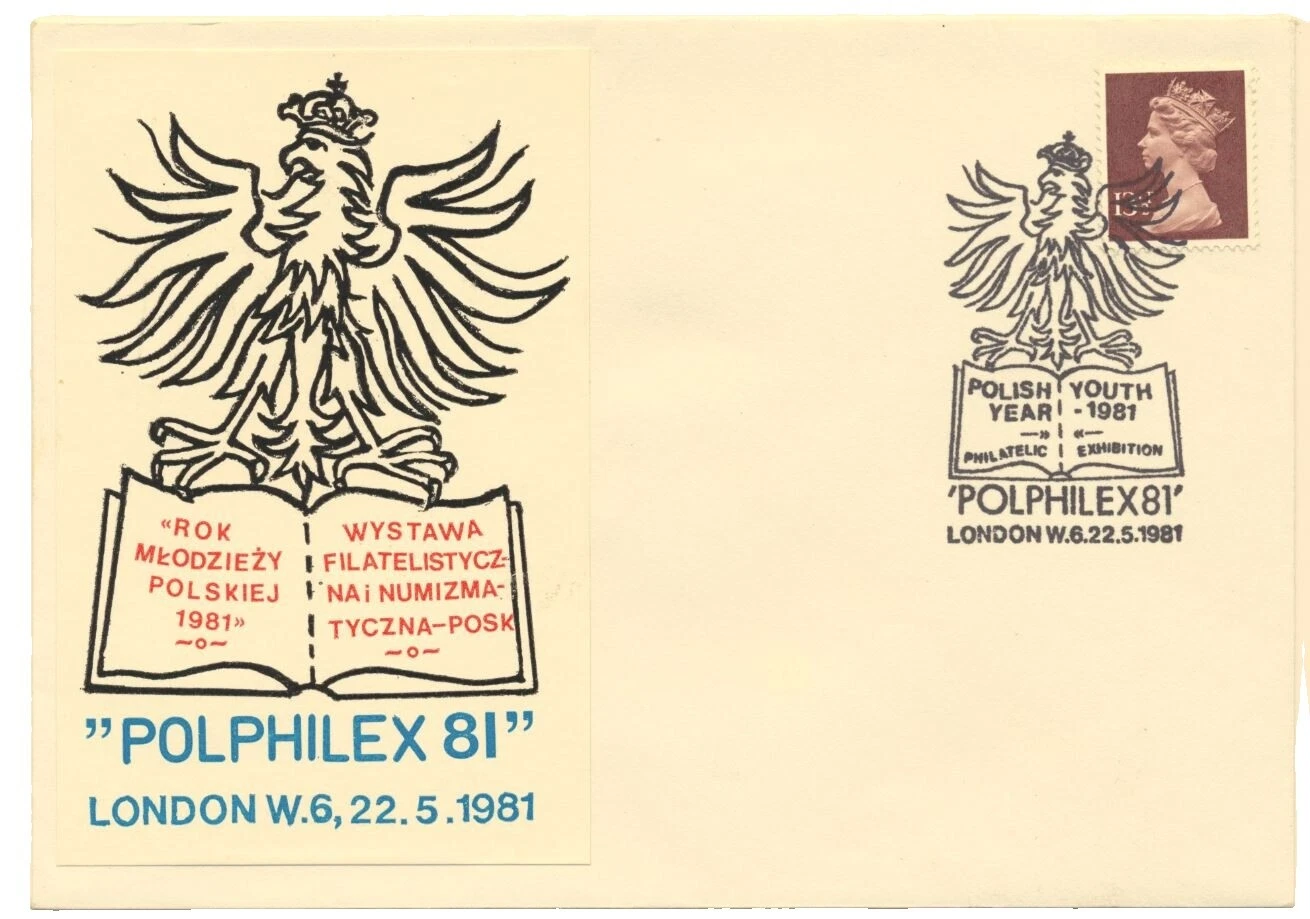 «ROK
MŁODZIEŻY
POLSKIEJ
1981»
WYSTAWA
FILATELISTYCZ-
NA i NUMIZMA-
TYCZNA-POSK
"POLPHILEX 81"
LONDON W.6, 22.5.1981
POLISH YOUTH
YEAR - 1981
PHILATELIC EXHIBITION
'POLPHILEX81'
LONDON W.6.22.5.1981